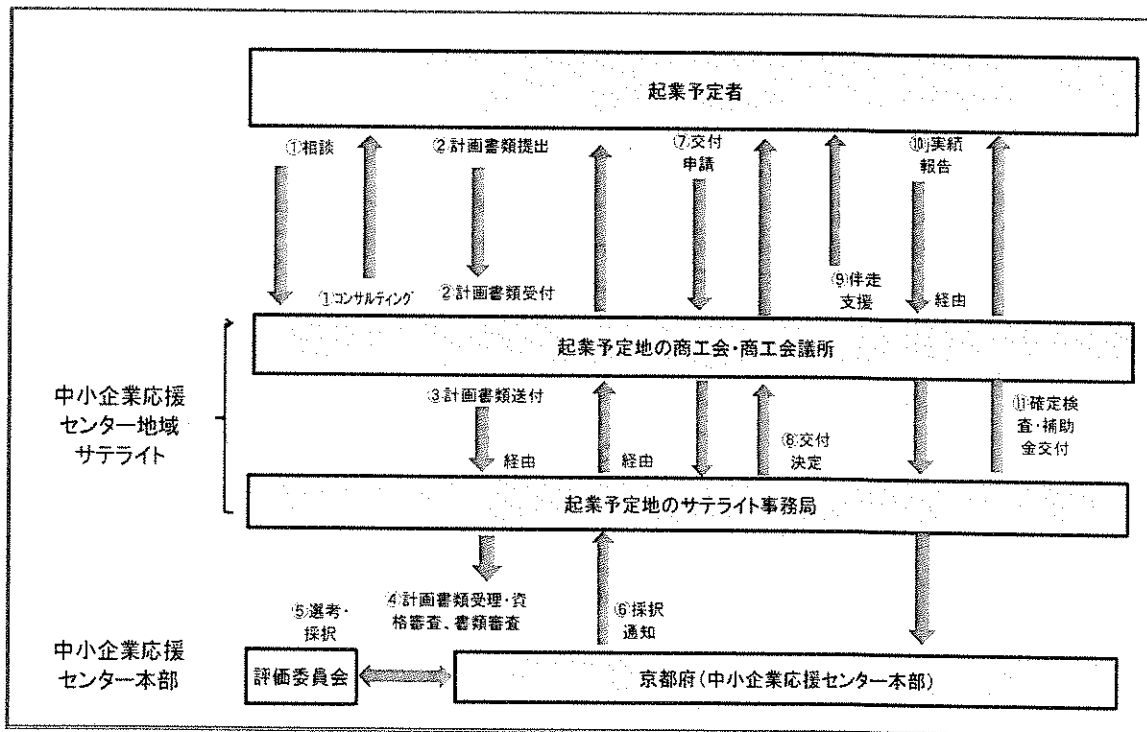 起業予定者
①相談
②計画書類提出
⑦交付
申請
⑩実績
報告
①コンサルティング
②計画書類受付
⑨伴走
支援
経由
起業予定地の商工会・商工会議所
中小企業応援
センター地域
サテライト
③計画書類送付
経由
経由
⑧交付
決定
⑪確定検
査・補助
金交付
起業予定地のサテライト事務局
⑤選考・
採択
④計画書類受理・資
格審査、書類審査
⑥採択
通知
中小企業応援
センター本部
評価委員会
京都府(中小企業応援センター本部)